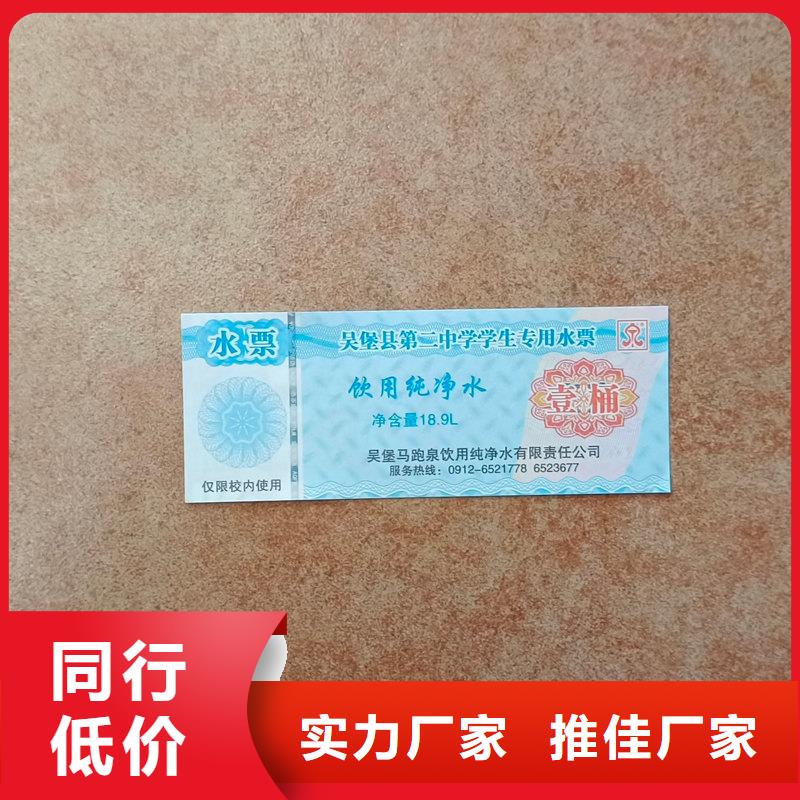 水票
仅限校内使用
吴堡县第二中学学生专用水票
饮用纯净水
净含量18.9L
壹桶
吴堡马跑泉饮用纯净水有限责任公司
服务热线：0912-6521778 6523677
同行
低价
实力厂家 推佳厂家